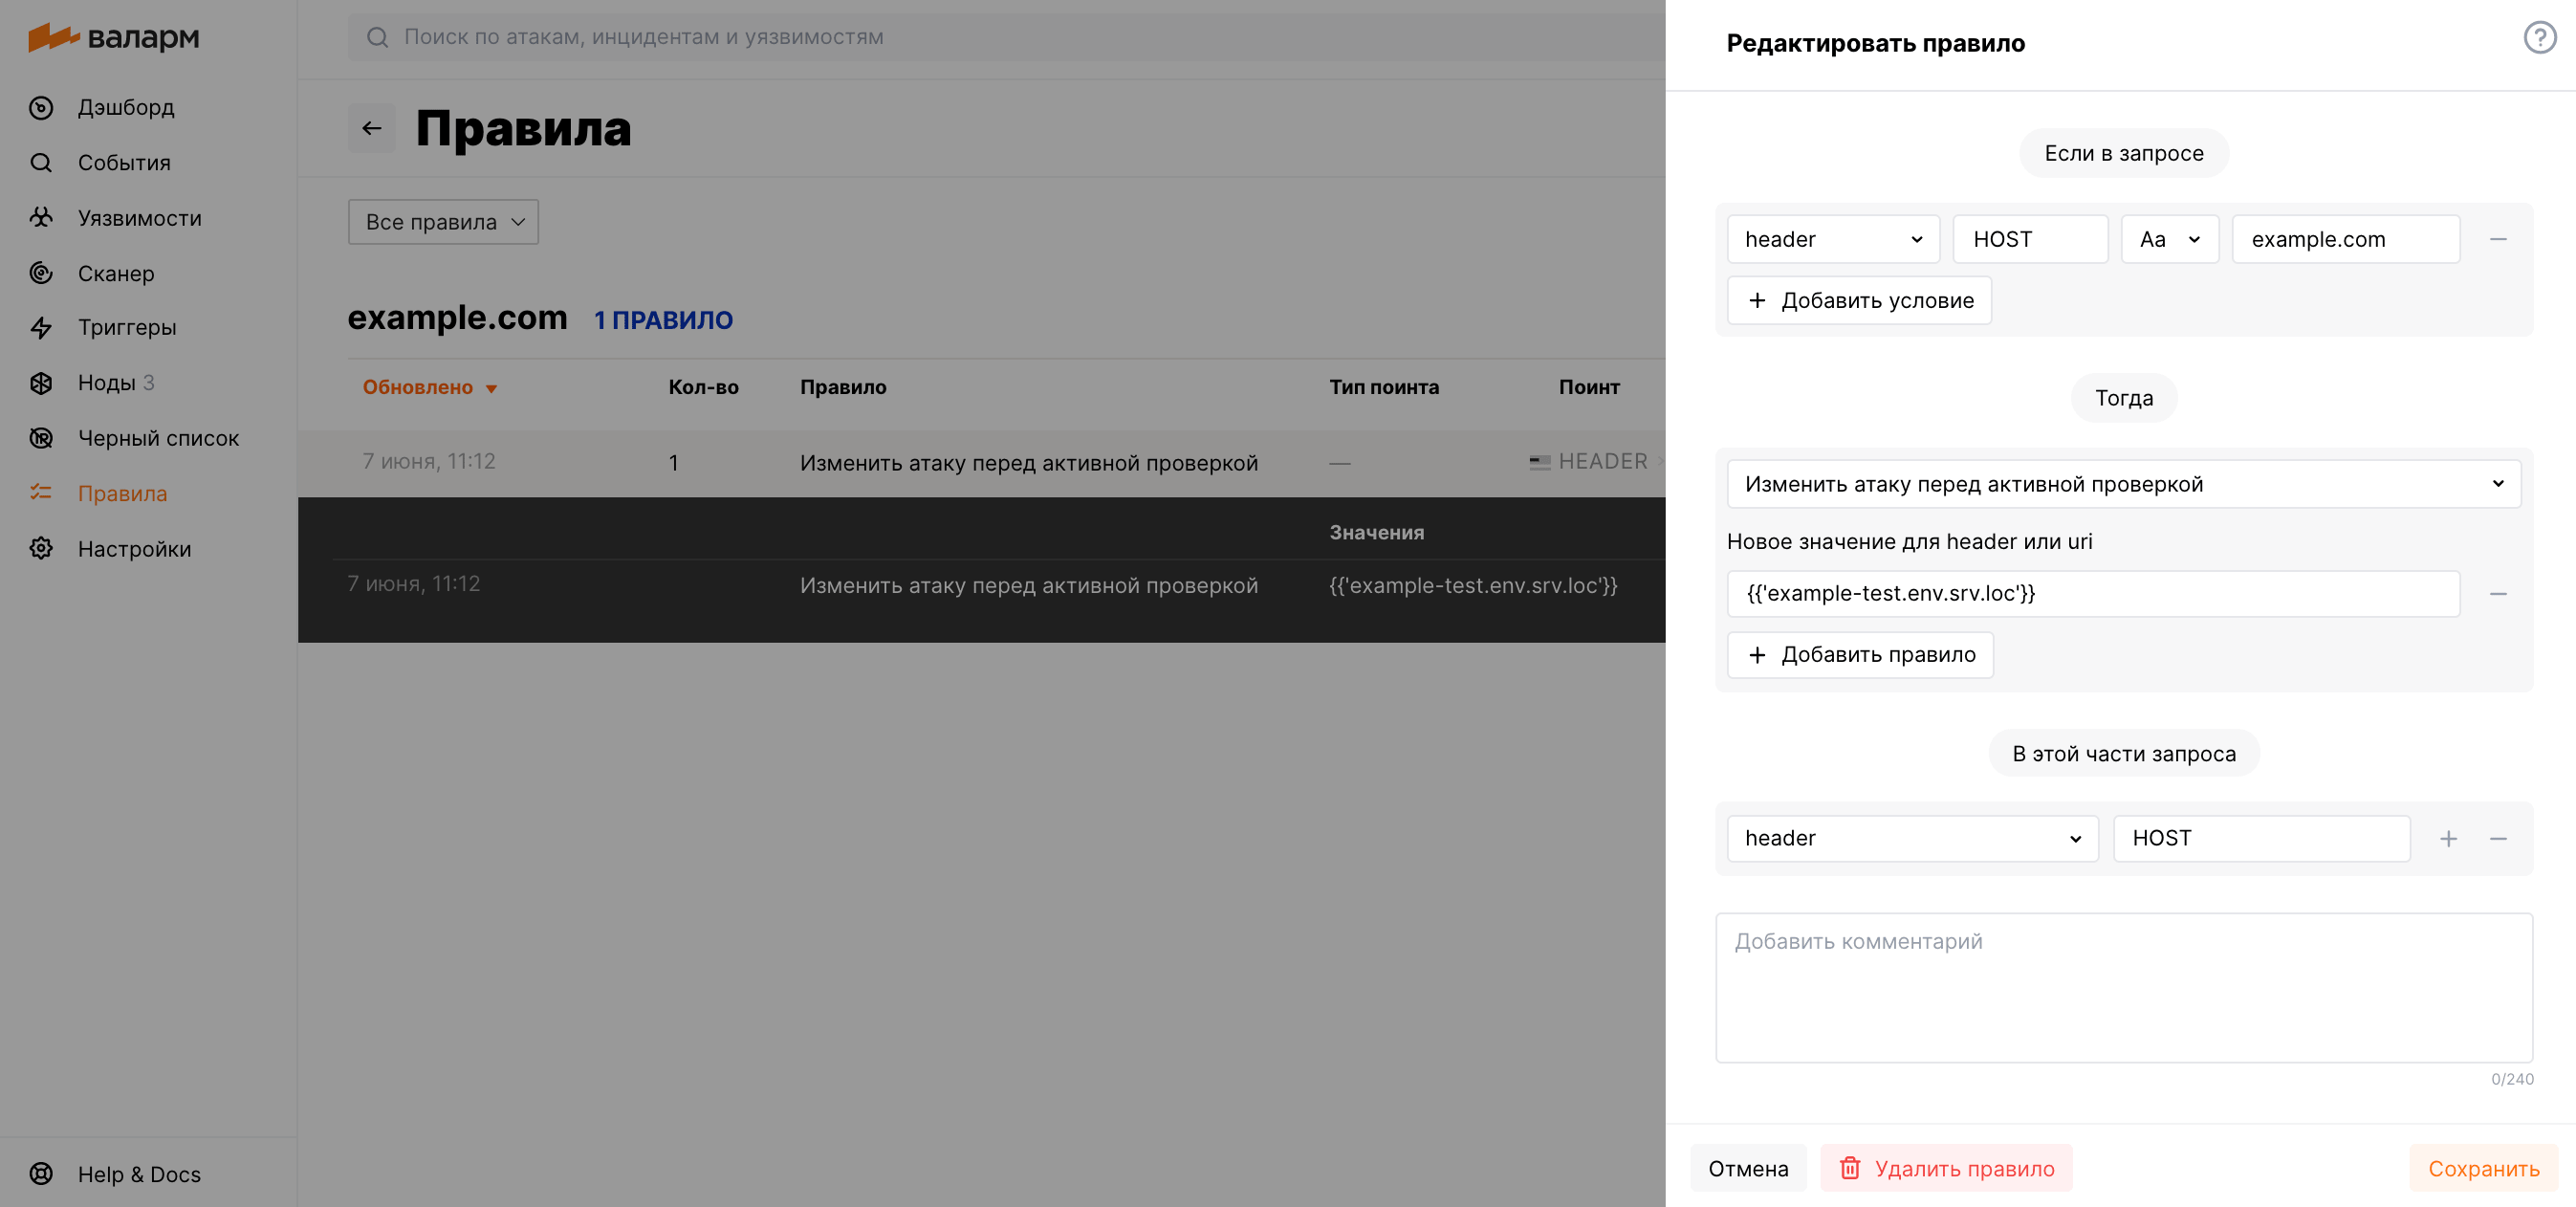 валарм
Дэшборд
События
Уязвимости
Сканер
Триггеры
Ноды 3
Черный список
Правила
Настройки
Help & Docs
Поиск по атакам, инцидентам и уязвимостям
Правила
Все правила
example.com 1 ПРАВИЛО
Обновлено Кол-во Правило Тип поинта Поинт
7 июня, 11:12 1 Изменить атаку перед активной проверкой — HEADER
Значения
7 июня, 11:12 Изменить атаку перед активной проверкой {{'example-test.env.srv.loc'}}
Редактировать правило
Если в запросе
header HOST Aa example.com
+ Добавить условие
Тогда
Изменить атаку перед активной проверкой
Новое значение для header или uri
{{'example-test.env.srv.loc'}}
+ Добавить правило
В этой части запроса
header HOST
Добавить комментарий
0/240
Отмена Удалить правило Сохранить